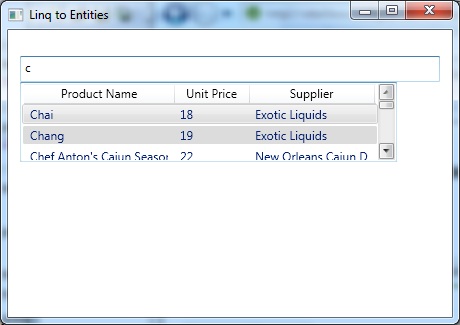 Linq to Entities
c
Product Name Unit Price Supplier
Chai 18 Exotic Liquids
Chang 19 Exotic Liquids
Chef Anton's Cajun Season 22 New Orleans Cajun D